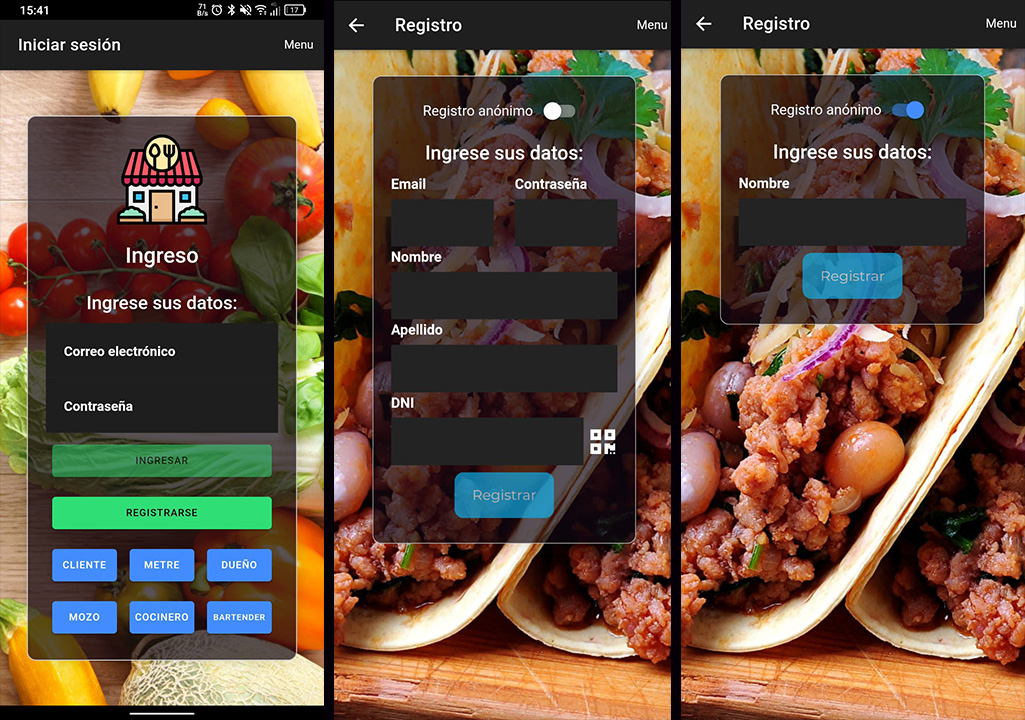 15:41
71 B/s
17
Iniciar sesión
Menu
Ingreso
Ingrese sus datos:
Correo electrónico
Contraseña
INGRESAR
REGISTRARSE
CLIENTE METRE DUEÑO
MOZO COCINERO BARTENDER
Registro
Menu
Registro anónimo
Ingrese sus datos:
Email Contraseña
Nombre
Apellido
DNI
Registrar
Registro
Menu
Registro anónimo
Ingrese sus datos:
Nombre
Registrar